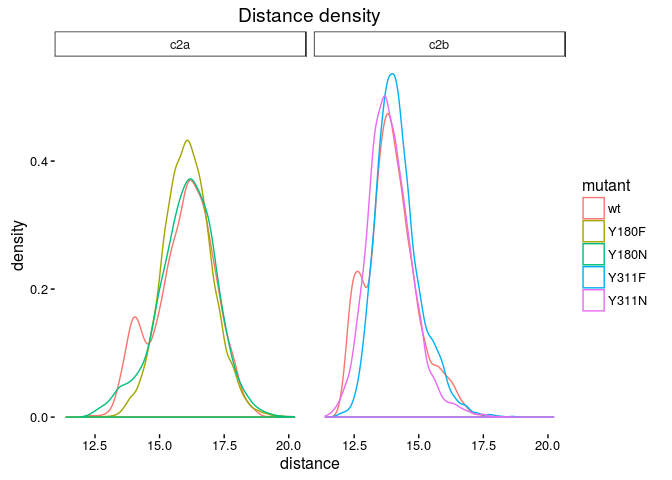 Distance density
c2a c2b
density
0.4
0.2
0.0
12.5 15.0 17.5 20.0 12.5 15.0 17.5 20.0
distance
mutant
wt
Y180F
Y180N
Y311F
Y311N